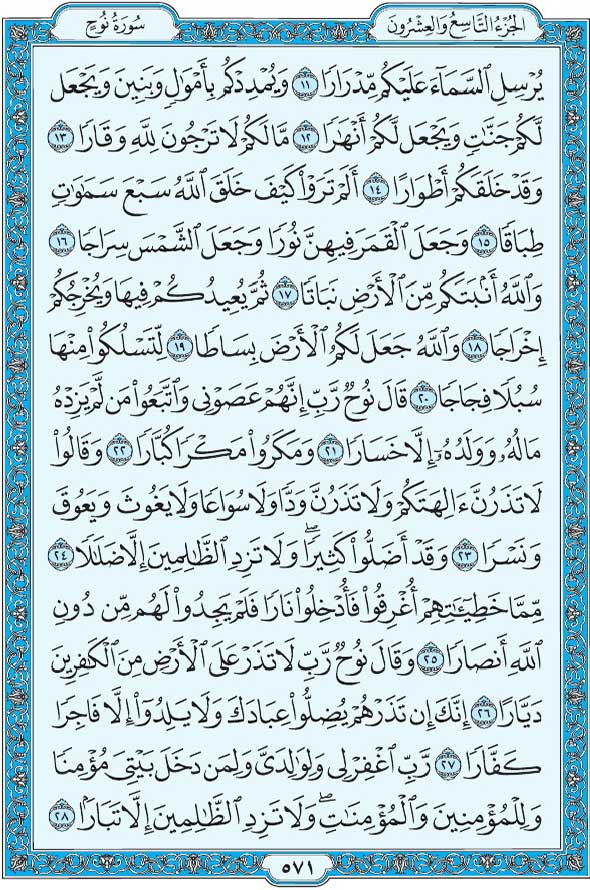 الجُزْءُ التَّاسِعُ وَالعِشْرُونَ
سُورَةُ نُوحٍ
يُرْسِلِ ٱلسَّمَآءَ عَلَيْكُم مِّدْرَارًا ١١ وَيُمْدِدْكُم بِأَمْوَٰلٍ وَبَنِينَ وَيَجْعَل
لَّكُمْ جَنَّٰتٍ وَيَجْعَل لَّكُمْ أَنْهَٰرًا ١٢ مَّا لَكُمْ لَا تَرْجُونَ لِلَّهِ وَقَارًا ١٣
وَقَدْ خَلَقَكُمْ أَطْوَارًا ١٤ أَلَمْ تَرَوْا۟ كَيْفَ خَلَقَ ٱللَّهُ سَبْعَ سَمَٰوَٰتٍ
طِبَاقًا ١٥ وَجَعَلَ ٱلْقَمَرَ فِيهِنَّ نُورًا وَجَعَلَ ٱلشَّمْسَ سِرَاجًا ١٦
وَٱللَّهُ أَنۢبَتَكُم مِّنَ ٱلْأَرْضِ نَبَاتًا ١٧ ثُمَّ يُعِيدُكُمْ فِيهَا وَيُخْرِجُكُمْ
إِخْرَاجًا ١٨ وَٱللَّهُ جَعَلَ لَكُمُ ٱلْأَرْضَ بِسَاطًا ١٩ لِّتَسْلُكُوا۟ مِنْهَا
سُبُلًا فِجَاجًا ٢٠ قَالَ نُوحٌ رَّبِّ إِنَّهُمْ عَصَوْنِى وَٱتَّبَعُوا۟ مَن لَّمْ يَزِدْهُ
مَالُهُۥ وَوَلَدُهُۥٓ إِلَّا خَسَارًا ٢١ وَمَكَرُوا۟ مَكْرًا كُبَّارًا ٢٢ وَقَالُوا۟
لَا تَذَرُنَّ ءَالِهَتَكُمْ وَلَا تَذَرُنَّ وَدًّا وَلَا سُوَاعًا وَلَا يَغُوثَ وَيَعُوقَ
وَنَسْرًا ٢٣ وَقَدْ أَضَلُّوا۟ كَثِيرًا ۖ وَلَا تَزِدِ ٱلظَّٰلِمِينَ إِلَّا ضَلَٰلًا ٢٤
مِّمَّا خَطِيٓـَٰٔتِهِمْ أُغْرِقُوا۟ فَأُدْخِلُوا۟ نَارًا فَلَمْ يَجِدُوا۟ لَهُم مِّن دُونِ
ٱللَّهِ أَنصَارًا ٢٥ وَقَالَ نُوحٌ رَّبِّ لَا تَذَرْ عَلَى ٱلْأَرْضِ مِنَ ٱلْكَٰفِرِينَ
دَيَّارًا ٢٦ إِنَّكَ إِن تَذَرْهُمْ يُضِلُّوا۟ عِبَادَكَ وَلَا يَلِدُوٓا۟ إِلَّا فَاجِرًا
كَفَّارًا ٢٧ رَّبِّ ٱغْفِرْ لِى وَلِوَٰلِدَىَّ وَلِمَن دَخَلَ بَيْتِىَ مُؤْمِنًا
وَلِلْمُؤْمِنِينَ وَٱلْمُؤْمِنَٰتِ ۖ وَلَا تَزِدِ ٱلظَّٰلِمِينَ إِلَّا تَبَارًۢا ٢٨
٥٧١